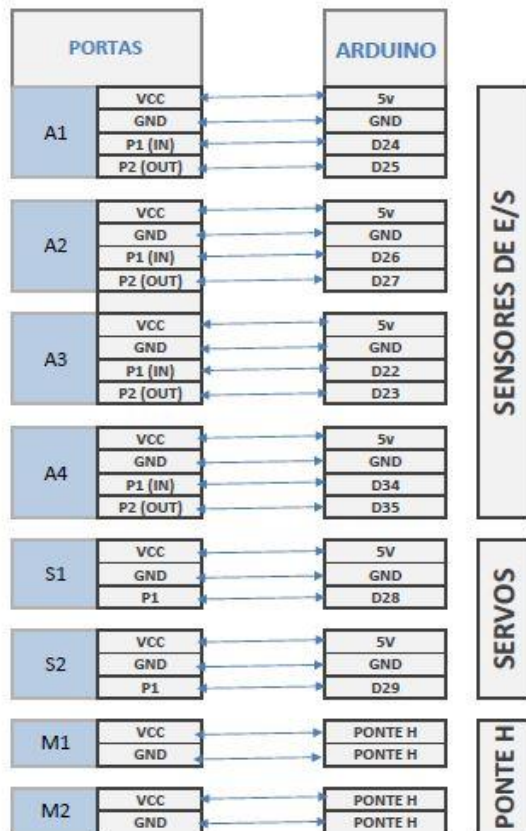 PORTAS ARDUINO
A1
VCC 5v
GND GND
P1 (IN) D24
P2 (OUT) D25
A2
VCC 5v
GND GND
P1 (IN) D26
P2 (OUT) D27
A3
VCC 5v
GND GND
P1 (IN) D22
P2 (OUT) D23
A4
VCC 5v
GND GND
P1 (IN) D34
P2 (OUT) D35
SENSORES DE E/S
S1
VCC 5V
GND GND
P1 D28
S2
VCC 5V
GND GND
P1 D29
SERVOS
M1
VCC PONTE H
GND PONTE H
M2
VCC PONTE H
GND PONTE H
PONTE H